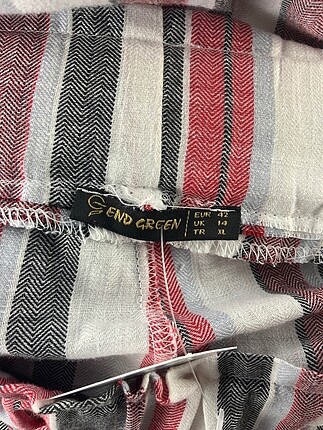 END GREEN
EUR 42
UK 14
TR XL